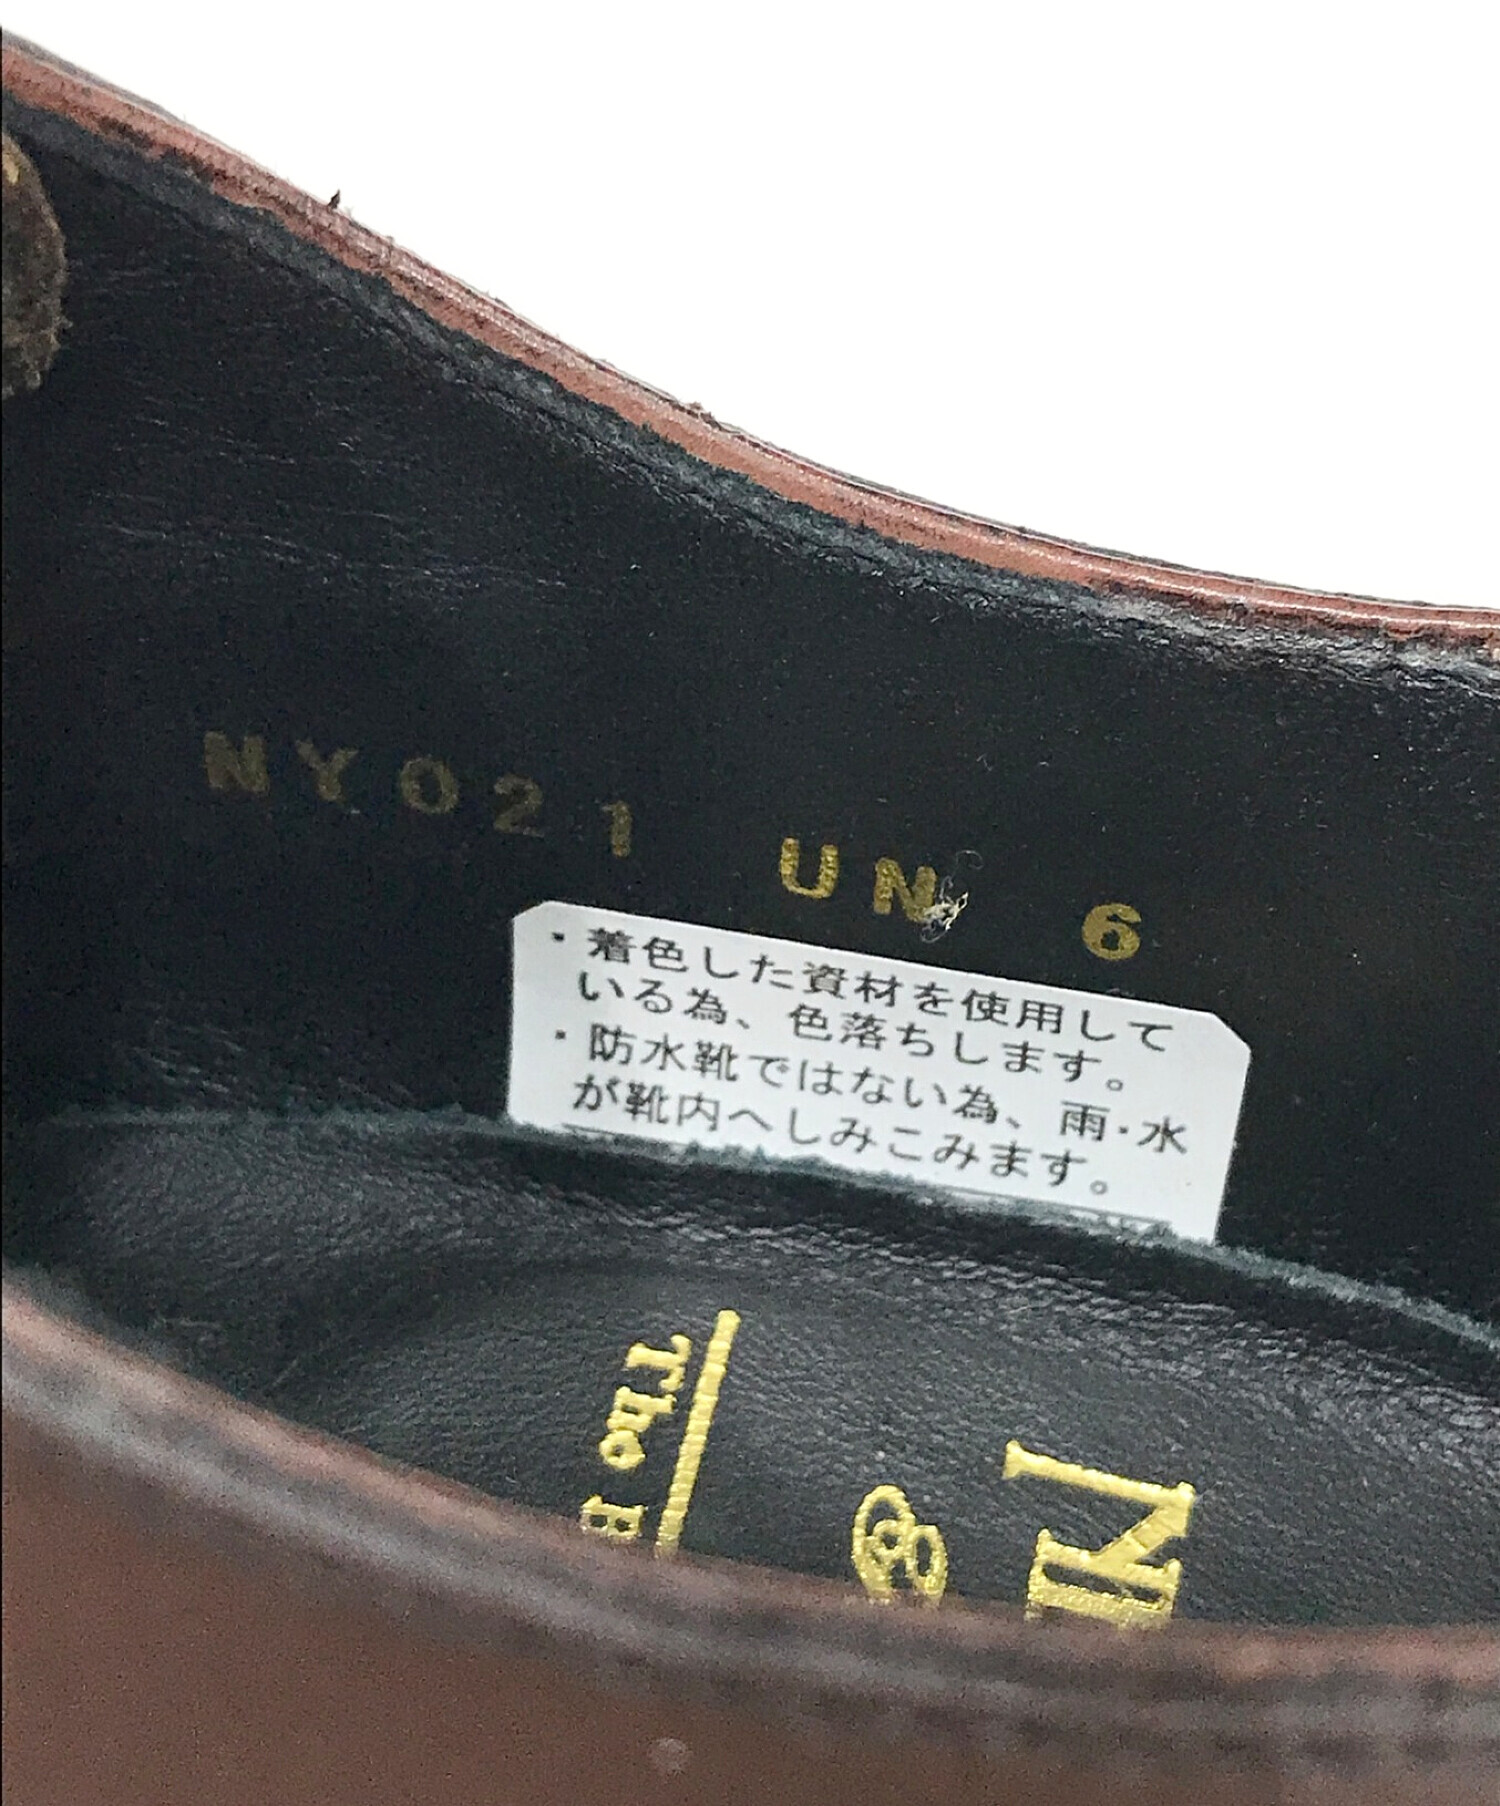 NY021 UN 6
・着色した資材を使用して
いる為、色落ちします。
・防水靴ではない為、雨・水
が靴内へしみこみます。
The